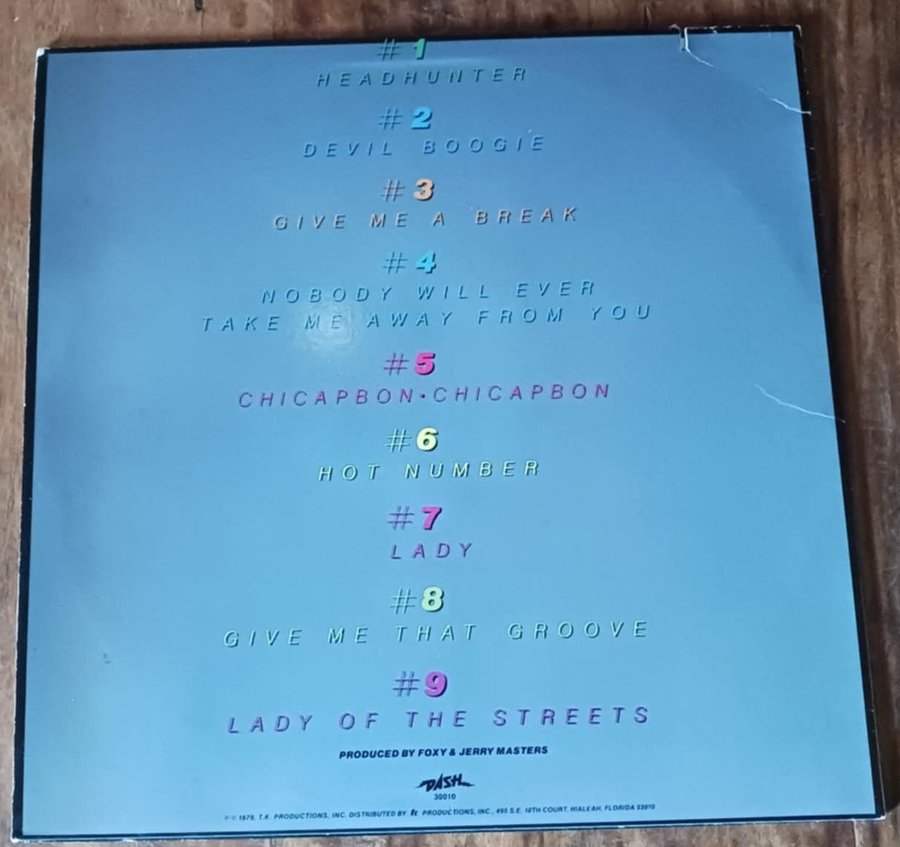 #1
HEADHUNTER
#2
DEVIL BOOGIE
#3
GIVE ME A BREAK
#4
NOBODY WILL EVER
TAKE ME AWAY FROM YOU
#5
CHICAPBON•CHICAPBON
#6
HOT NUMBER
#7
LADY
#8
GIVE ME THAT GROOVE
#9
LADY OF THE STREETS
PRODUCED BY FOXY & JERRY MASTERS
DASH
30010
℗ © 1979, T.K. PRODUCTIONS, INC. DISTRIBUTED BY tk PRODUCTIONS, INC., 495 S.E. 10TH COURT, HIALEAH, FLORIDA 33010